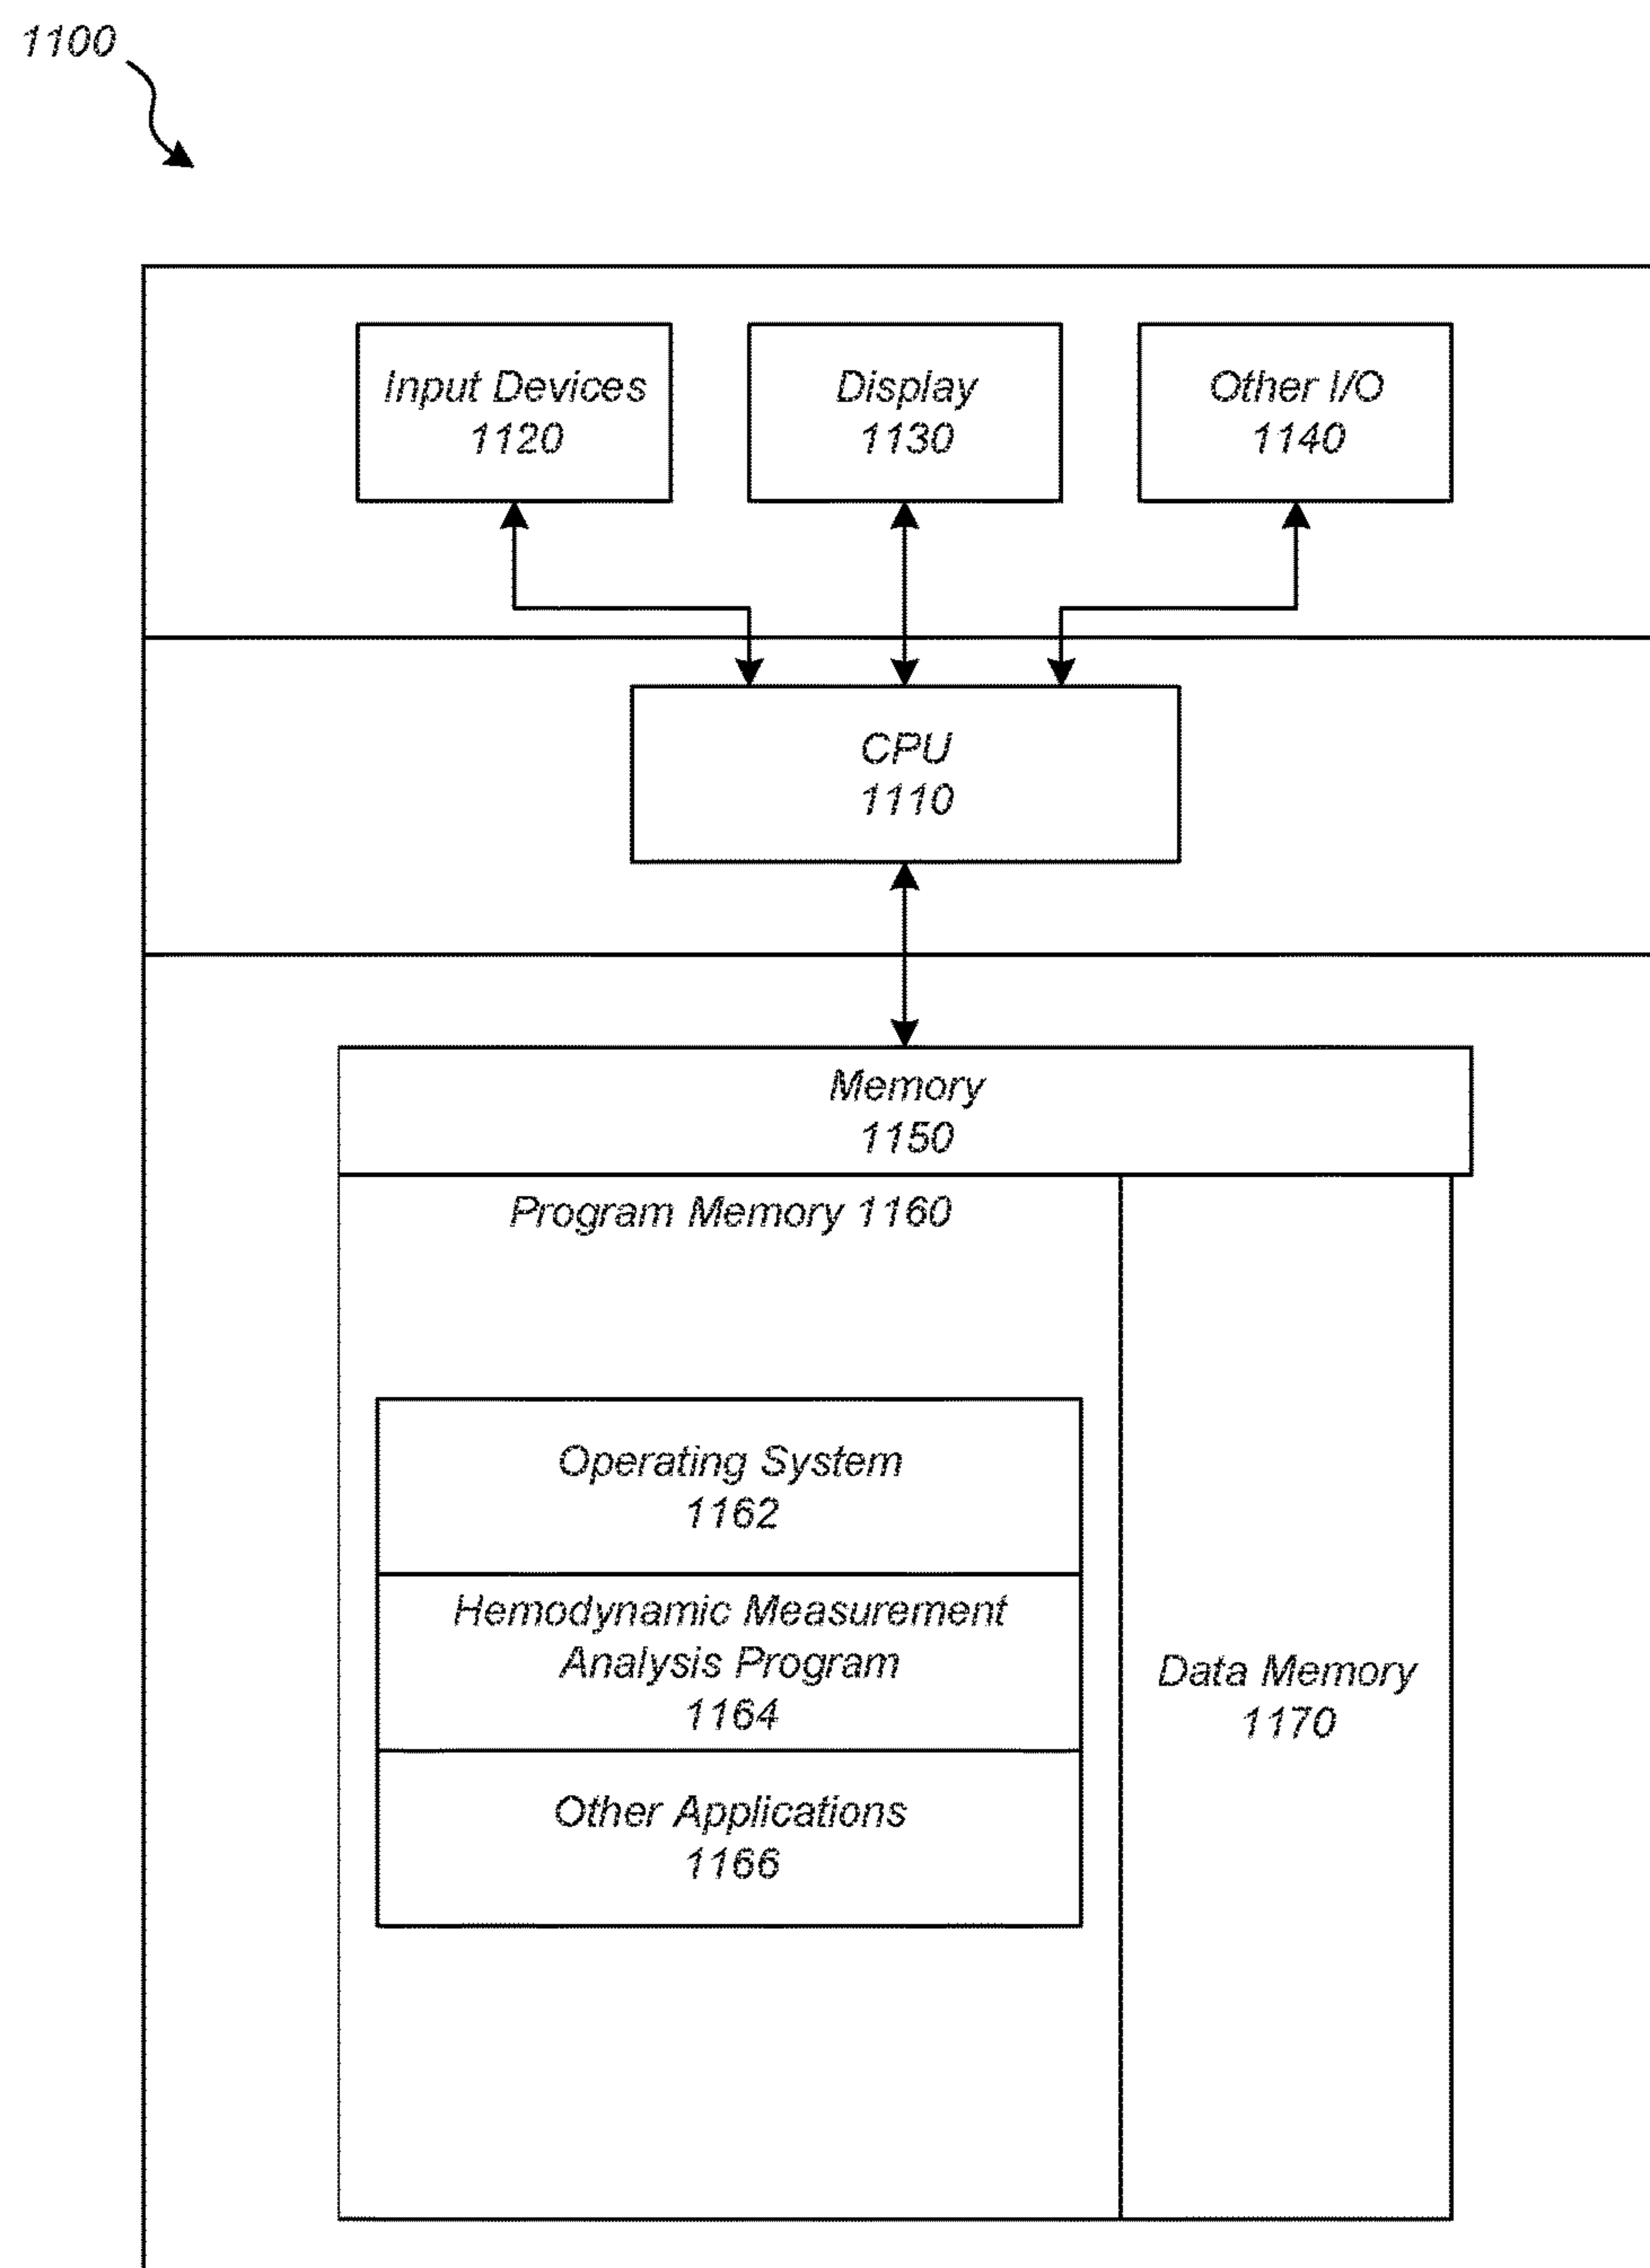 1100
Input Devices
1120
Display
1130
Other I/O
1140
CPU
1110
Memory
1150
Program Memory 1160
Operating System
1162
Hemodynamic Measurement
Analysis Program
1164
Other Applications
1166
Data Memory
1170